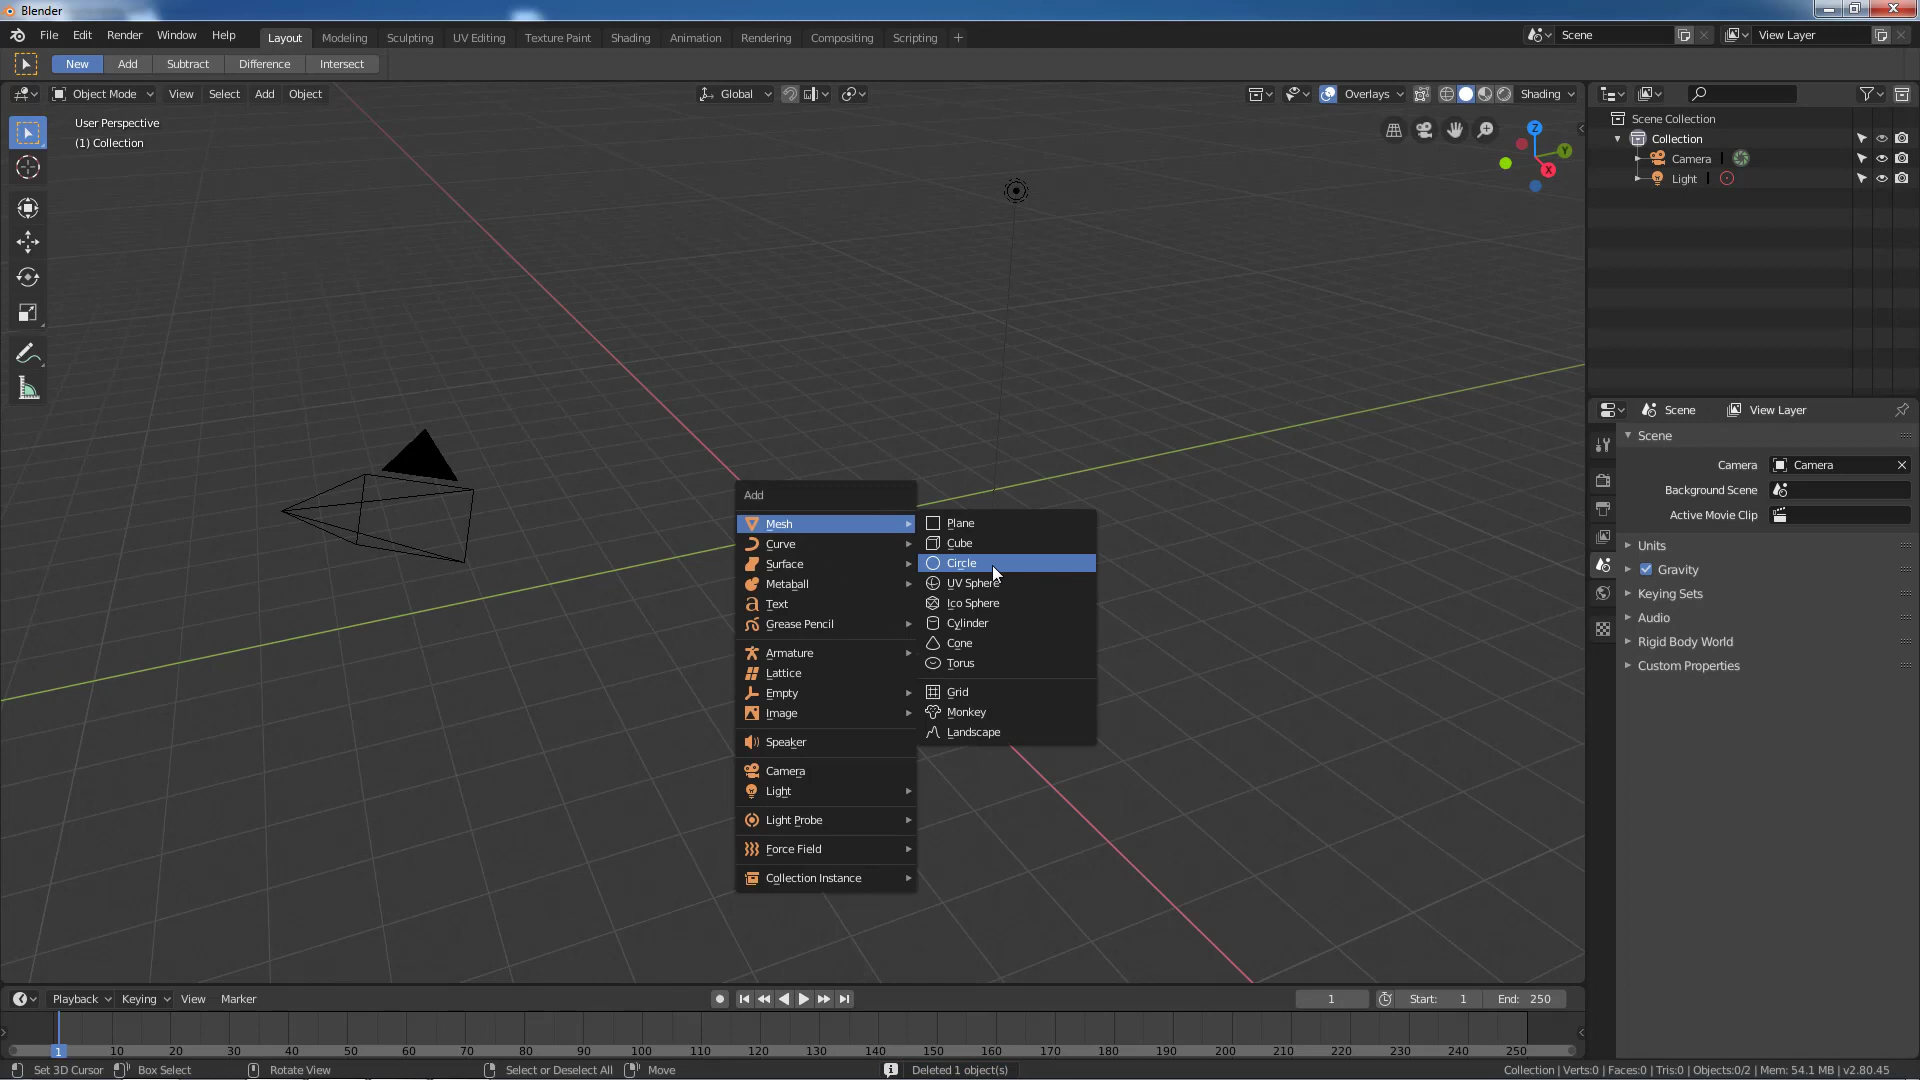 Blender
File Edit Render Window Help Layout Modeling Sculpting UV Editing Texture Paint Shading Animation Rendering Compositing Scripting + Scene View Layer
New Add Subtract Difference Intersect
Object Mode View Select Add Object Global Overlays Shading
User Perspective
(1) Collection
Z
Y
X
Scene Collection
Collection
Camera
Light
Add
Mesh
Curve
Surface
Metaball
Text
Grease Pencil
Armature
Lattice
Empty
Image
Speaker
Camera
Light
Light Probe
Force Field
Collection Instance
Plane
Cube
Circle
UV Sphere
Ico Sphere
Cylinder
Cone
Torus
Grid
Monkey
Landscape
Scene View Layer
Scene
Camera Camera
Background Scene
Active Movie Clip
Units
Gravity
Keying Sets
Audio
Rigid Body World
Custom Properties
Playback Keying View Marker 1 Start: 1 End: 250
1 10 20 30 40 50 60 70 80 90 100 110 120 130 140 150 160 170 180 190 200 210 220 230 240 250
Set 3D Cursor Box Select Rotate View Select or Deselect All Move Deleted 1 object(s) Collection | Verts:0 | Faces:0 | Tris:0 | Objects:0/2 | Mem: 54.1 MB | v2.80.45